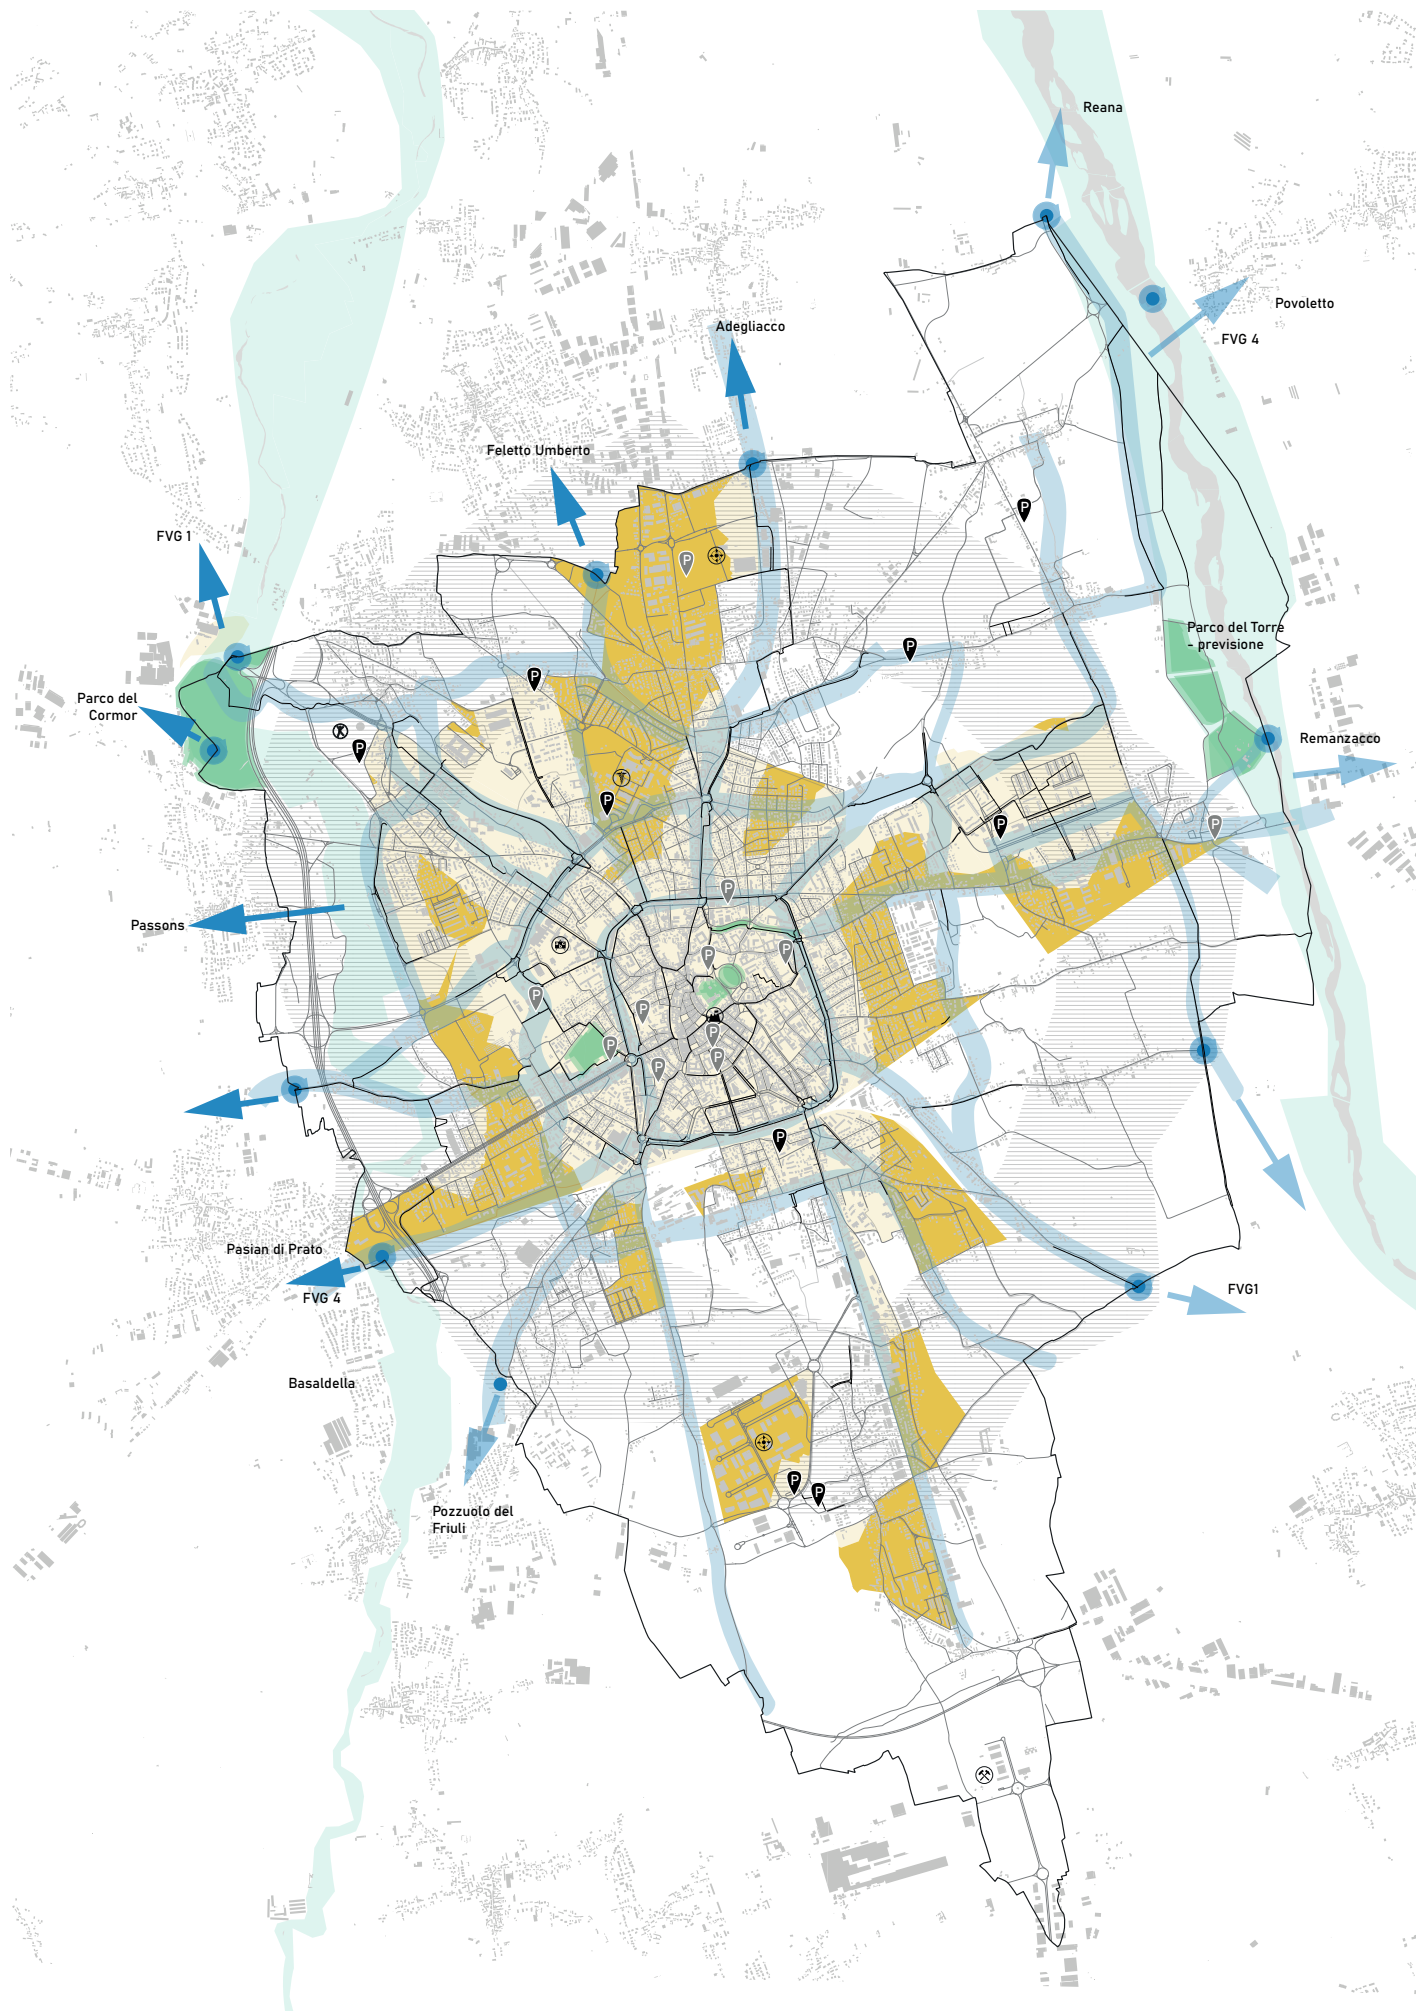 Reana
Povoletto
FVG 4
Adegliacco
Feletto Umberto
FVG 1
P
P
Parco del Torre
- previsione
P
P
Parco del
Cormor
P
Remanzacco
P
P
P
P
Passons
P
P
P
P
P
P
P
P
P
Pasian di Prato
FVG 4
FVG1
Basaldella
P
P
Pozzuolo del
Friuli